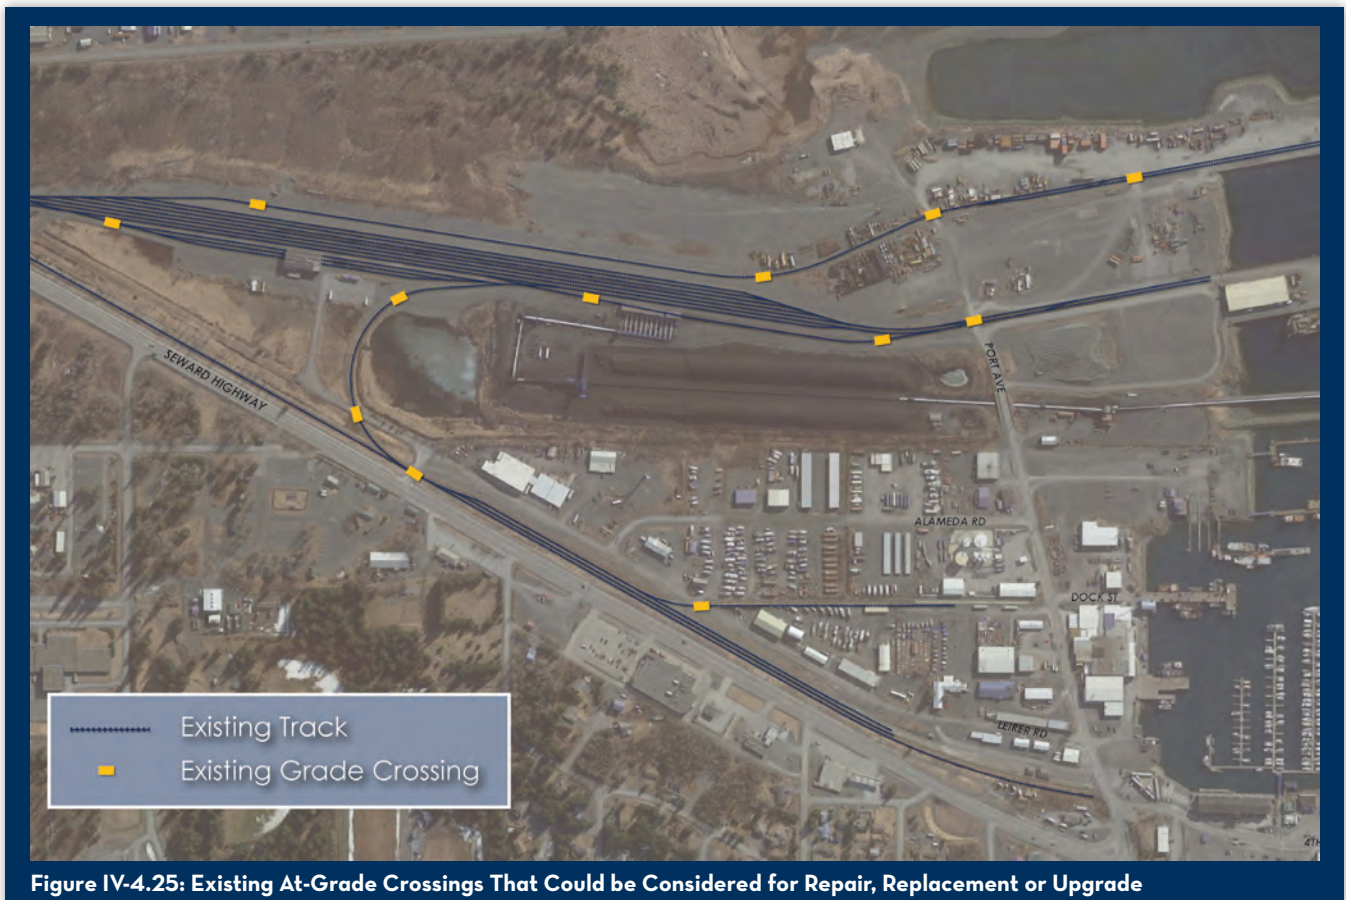 SEWARD HIGHWAY
PORT AVE
ALAMEDA RD
DOCK ST
LEIRER RD
4TH
Existing Track
Existing Grade Crossing
Figure IV-4.25: Existing At-Grade Crossings That Could be Considered for Repair, Replacement or Upgrade